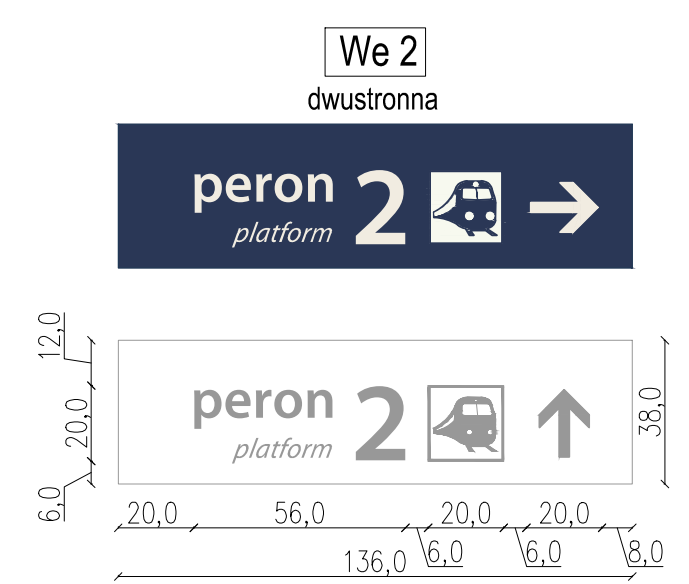 We 2
dwustronna
peron 2
platform
12,0
20,0
6,0
peron 2
platform
38,0
20,0 56,0 20,0 20,0
136,0 6,0 6,0 8,0